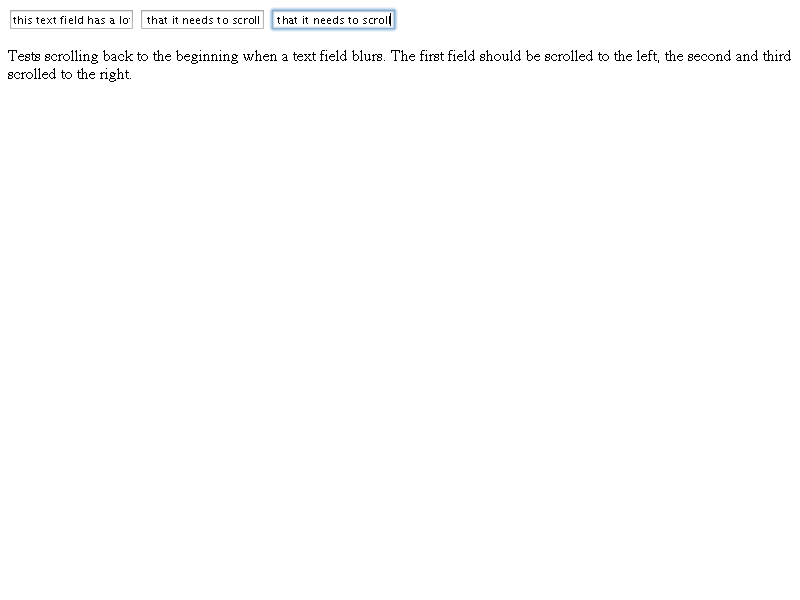 this text field has a lo that it needs to scroll that it needs to scroll
Tests scrolling back to the beginning when a text field blurs. The first field should be scrolled to the left, the second and third
scrolled to the right.